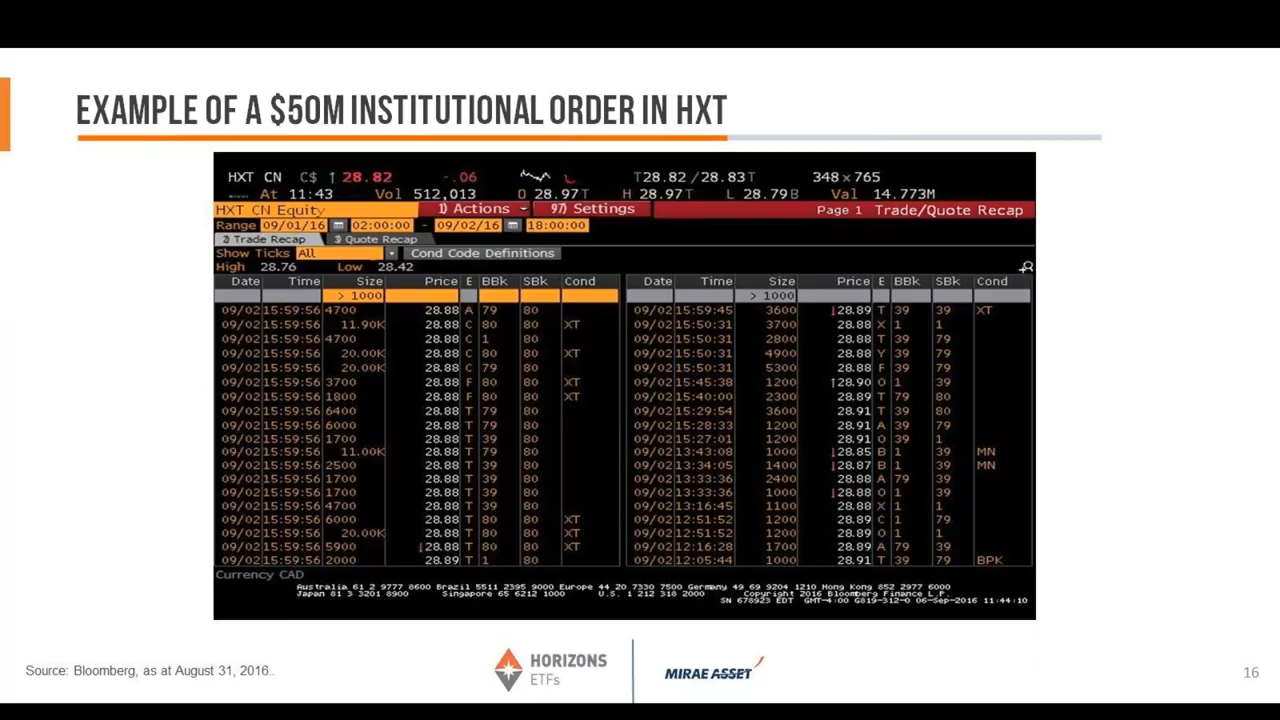 EXAMPLE OF A $50M INSTITUTIONAL ORDER IN HXT
HXT CN C$ ↑ 28.82 -.06 T28.82 /28.83T 348 x 765
At 11:43 Vol 512,013 O 28.97T H 28.97T L 28.79B Val 14.773M
HXT CN Equity 1) Actions 97) Settings Page 1 Trade/Quote Recap
Range 09/01/16 02:00:00 - 09/02/16 18:00:00
2) Trade Recap 3) Quote Recap
Show Ticks All Cond Code Definitions
High 28.76 Low 28.42
Date Time Size Price E BBk SBk Cond Date Time Size Price E BBk SBk Cond
> 1000 > 1000
09/02 15:59:56 4700 28.88 A 79 80 09/02 15:59:45 3600 ↓28.89 T 39 39 XT
09/02 15:59:56 11.90K 28.88 C 80 80 XT 09/02 15:50:31 3700 28.88 X 1 1
09/02 15:59:56 4700 28.88 C 1 80 09/02 15:50:31 2800 28.88 T 39 79
09/02 15:59:56 20.00K 28.88 C 80 80 XT 09/02 15:50:31 4900 28.88 Y 39 79
09/02 15:59:56 20.00K 28.88 C 79 80 09/02 15:50:31 5300 28.88 F 39 79
09/02 15:59:56 3700 28.88 F 80 80 XT 09/02 15:45:38 1200 ↑28.90 O 1 39
09/02 15:59:56 1800 28.88 F 80 80 XT 09/02 15:40:00 2300 28.89 T 79 80
09/02 15:59:56 6400 28.88 T 79 80 09/02 15:29:54 3600 28.91 T 39 80
09/02 15:59:56 6000 28.88 T 79 80 09/02 15:28:33 1200 28.91 A 39 79
09/02 15:59:56 1700 28.88 T 39 80 09/02 15:27:01 1200 28.91 O 39 1
09/02 15:59:56 11.00K 28.88 T 79 80 09/02 13:43:08 1000 ↓28.85 B 1 39 MN
09/02 15:59:56 2500 28.88 T 39 80 09/02 13:34:05 1400 ↓28.87 B 1 39 MN
09/02 15:59:56 1700 28.88 T 39 80 09/02 13:33:36 2400 28.88 A 79 39
09/02 15:59:56 1700 28.88 T 39 80 09/02 13:33:36 1000 ↓28.88 O 1 39
09/02 15:59:56 4700 28.88 T 39 80 09/02 13:16:45 1100 28.88 X 1 1
09/02 15:59:56 6000 28.88 T 80 80 XT 09/02 12:51:52 1200 28.89 C 1 79
09/02 15:59:56 20.00K 28.88 T 80 80 XT 09/02 12:51:52 1200 28.89 O 1 1
09/02 15:59:56 5900 ↓28.88 T 80 80 XT 09/02 12:16:28 1700 28.89 A 79 39
09/02 15:59:56 2000 28.89 T 1 80 09/02 12:05:44 1000 28.91 T 39 79 BPK
Currency CAD
Australia 61 2 9777 8600 Brazil 5511 2395 9000 Europe 44 20 7330 7500 Germany 49 69 9204 1210 Hong Kong 852 2977 6000
Japan 81 3 3201 8900 Singapore 65 6212 1000 U.S. 1 212 318 2000 Copyright 2016 Bloomberg Finance L.P.
SN 678923 EDT GMT-4:00 G819-312-0 06-Sep-2016 11:44:10
Source: Bloomberg, as at August 31, 2016..
HORIZONS
ETFs
MIRAE ASSET
16